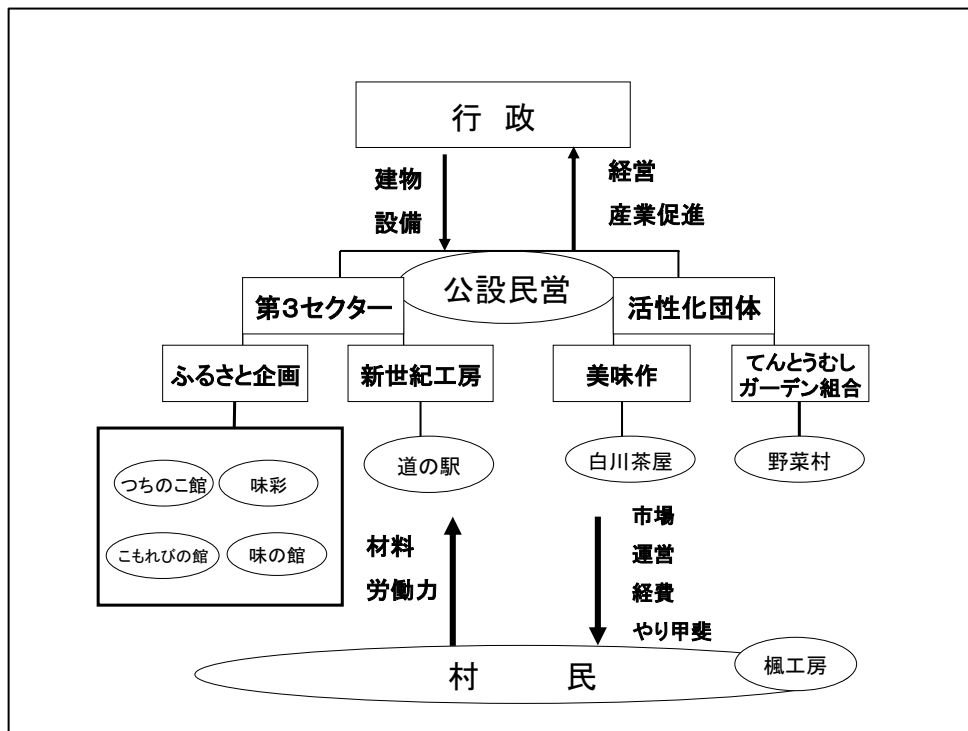 行 政
建物
設備
経営
産業促進
公設民営
第3セクター
活性化団体
ふるさと企画
新世紀工房
美味作
てんとうむし
ガーデン組合
つちのこ館
味彩
こもれびの館
味の館
道の駅
白川茶屋
野菜村
材料
労働力
市場
運営
経費
やり甲斐
村 民
楓工房